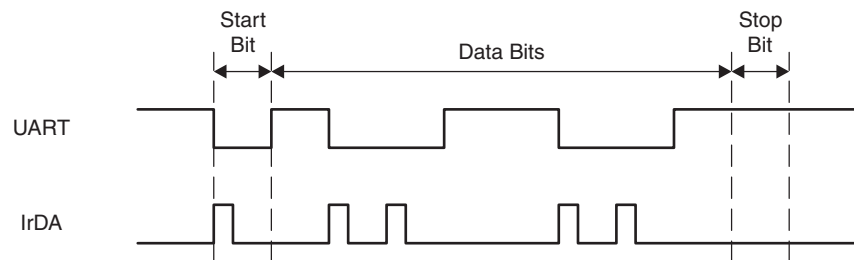 Start
Bit
Data Bits
Stop
Bit
UART
IrDA